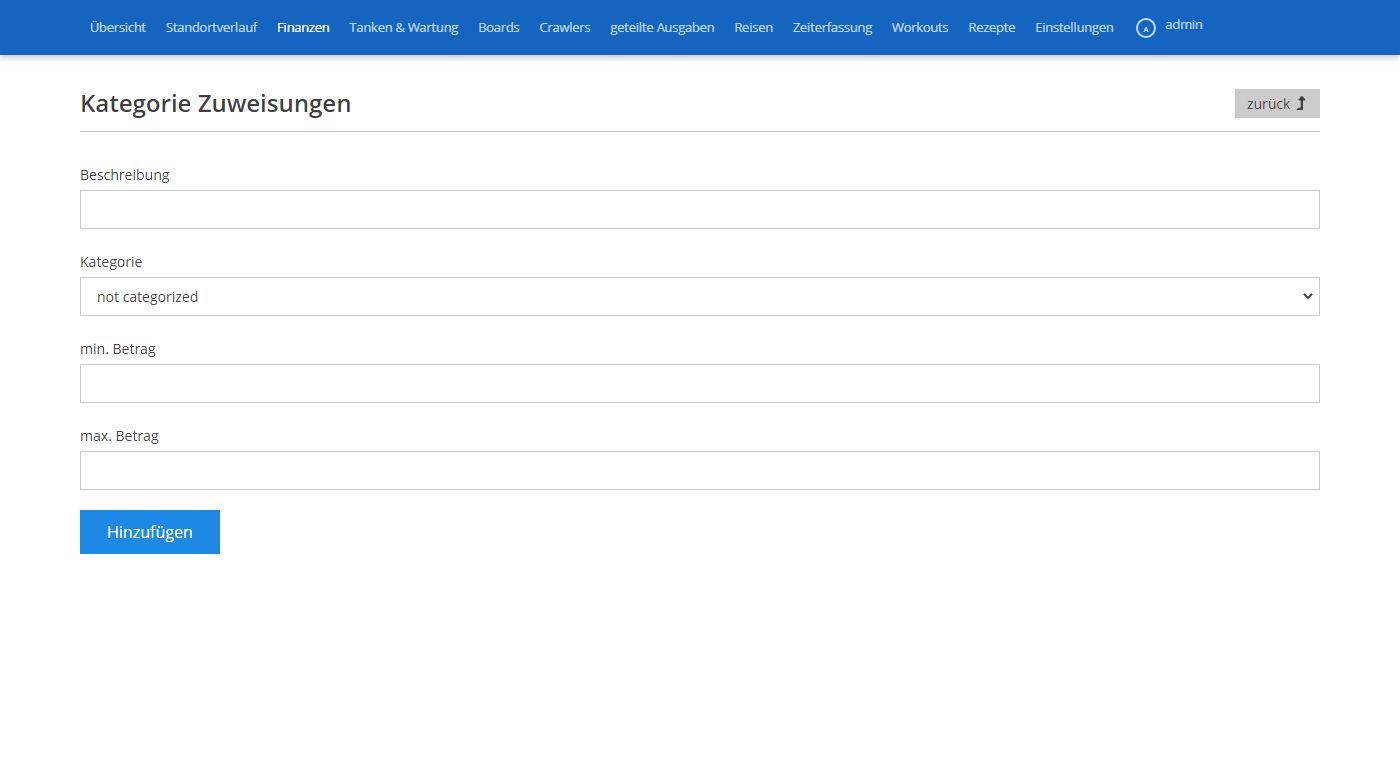 Übersicht Standortverlauf Finanzen Tanken & Wartung Boards Crawlers geteilte Ausgaben Reisen Zeiterfassung Workouts Rezepte Einstellungen A admin
Kategorie Zuweisungen zurück
Beschreibung
Kategorie
not categorized
min. Betrag
max. Betrag
Hinzufügen